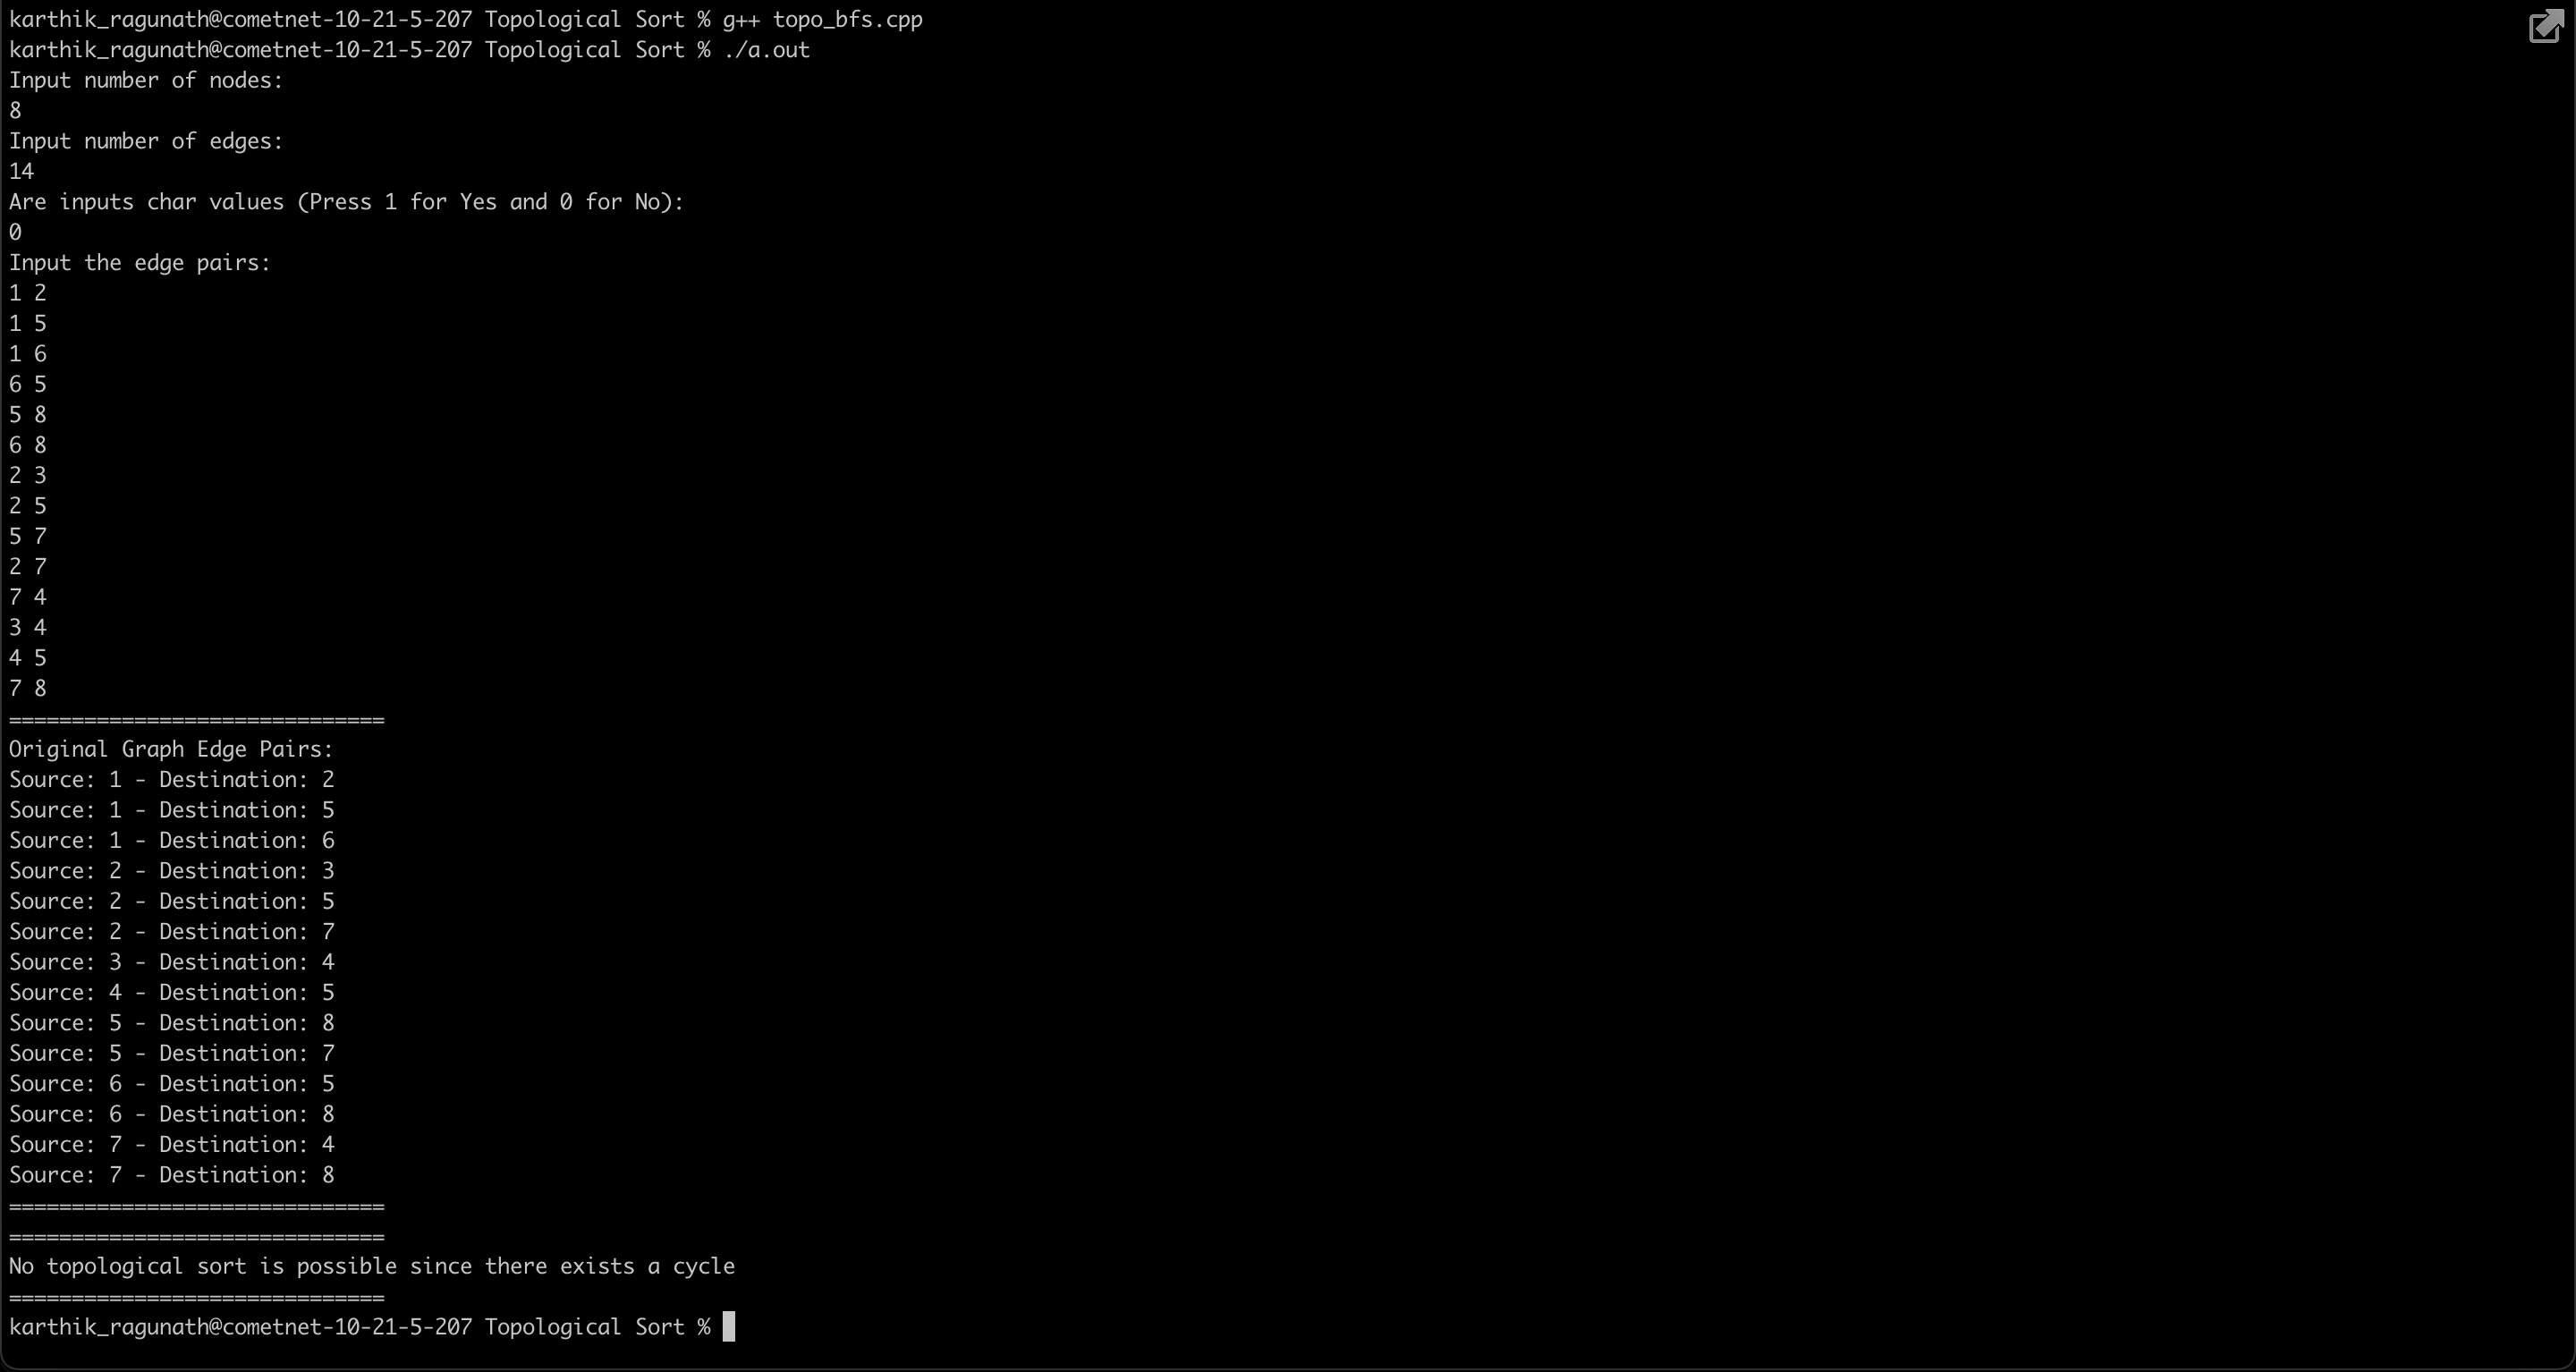 karthik_ragunath@cometnet-10-21-5-207 Topological Sort % g++ topo_bfs.cpp
karthik_ragunath@cometnet-10-21-5-207 Topological Sort % ./a.out
Input number of nodes:
8
Input number of edges:
14
Are inputs char values (Press 1 for Yes and 0 for No):
0
Input the edge pairs:
1 2
1 5
1 6
6 5
5 8
6 8
2 3
2 5
5 7
2 7
7 4
3 4
4 5
7 8
==============================
Original Graph Edge Pairs:
Source: 1 - Destination: 2
Source: 1 - Destination: 5
Source: 1 - Destination: 6
Source: 2 - Destination: 3
Source: 2 - Destination: 5
Source: 2 - Destination: 7
Source: 3 - Destination: 4
Source: 4 - Destination: 5
Source: 5 - Destination: 8
Source: 5 - Destination: 7
Source: 6 - Destination: 5
Source: 6 - Destination: 8
Source: 7 - Destination: 4
Source: 7 - Destination: 8
==============================
==============================
No topological sort is possible since there exists a cycle
==============================
karthik_ragunath@cometnet-10-21-5-207 Topological Sort %